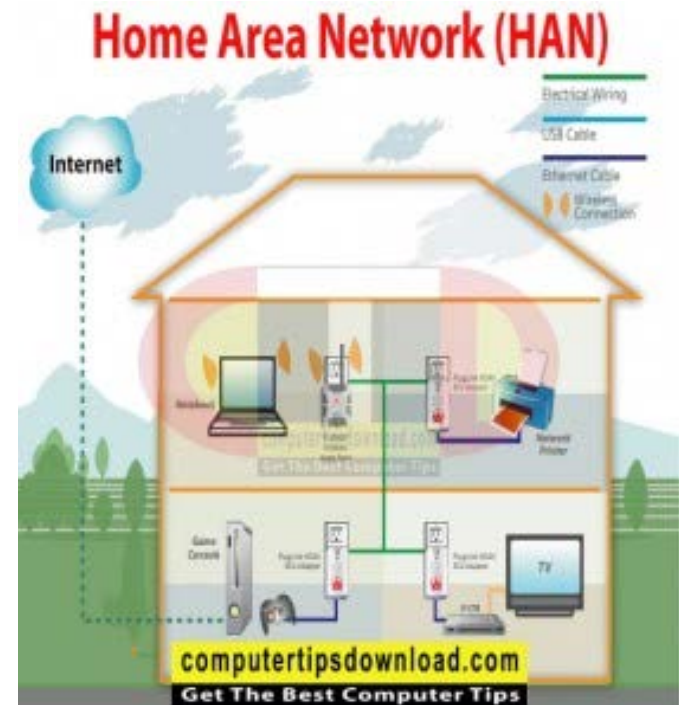 Home Area Network (HAN)
Electrical Wiring
USB Cable
Ethernet Cable
Wireless
Connection
Internet
Network
Printer
computertipsdownload.com
Get The Best Computer Tips
Game
Console
TV
computertipsdownload.com
Get The Best Computer Tips